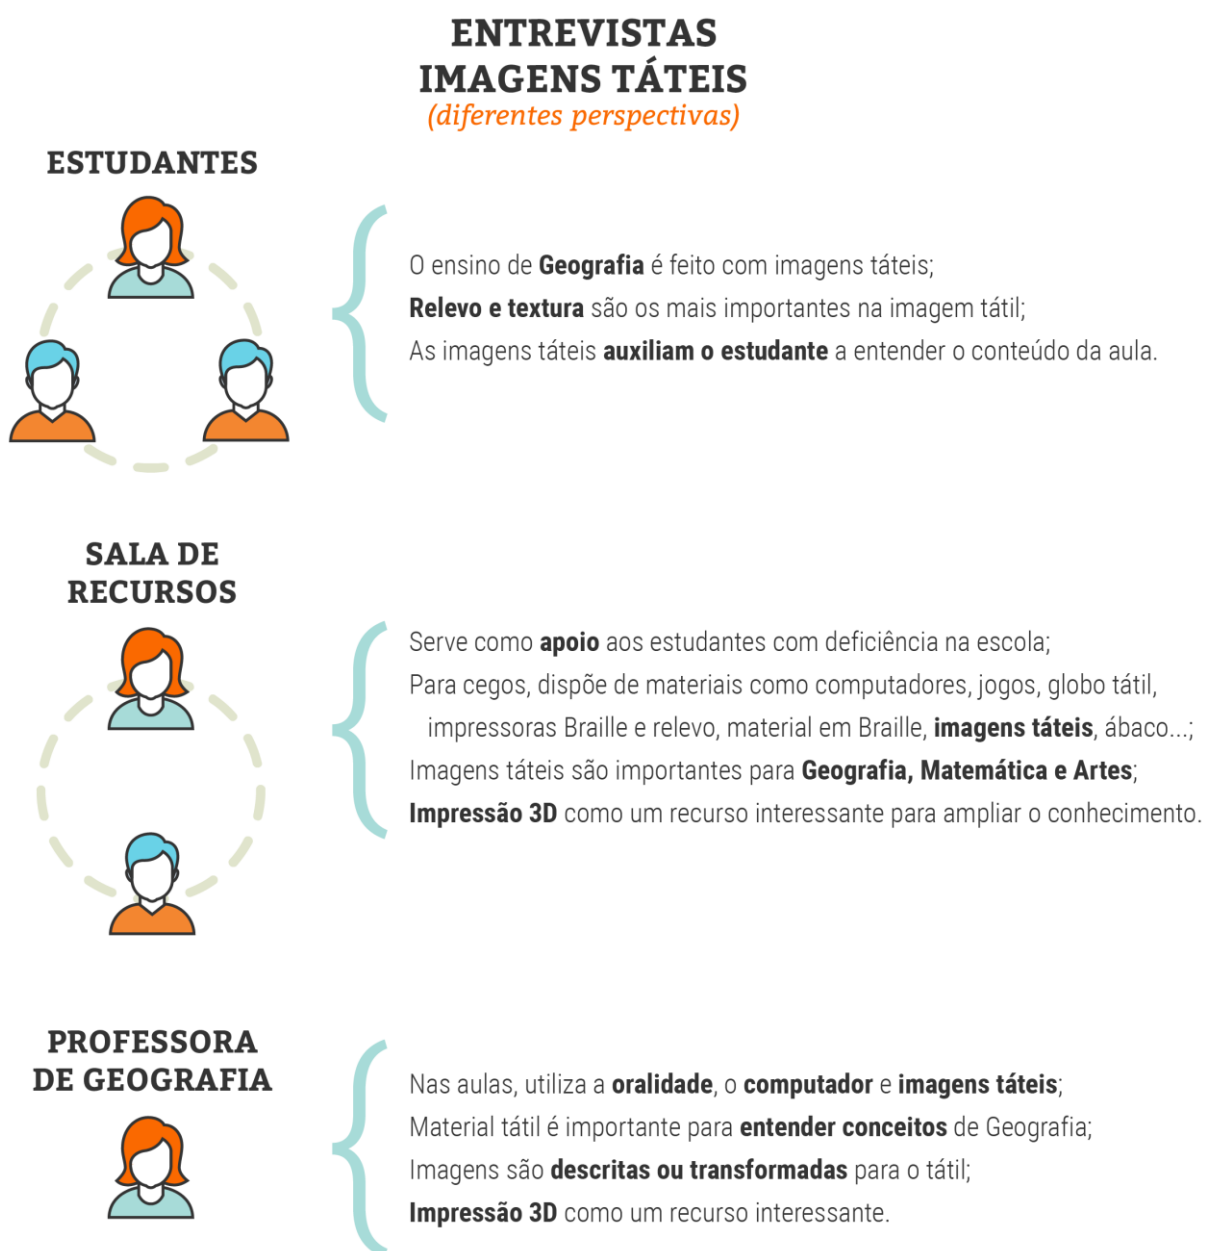 ENTREVISTAS
IMAGENS TÁTEIS
(diferentes perspectivas)
ESTUDANTES
O ensino de Geografia é feito com imagens táteis;
Relevo e textura são os mais importantes na imagem tátil;
As imagens táteis auxiliam o estudante a entender o conteúdo da aula.
SALA DE
RECURSOS
Serve como apoio aos estudantes com deficiência na escola;
Para cegos, dispõe de materiais como computadores, jogos, globo tátil,
impressoras Braille e relevo, material em Braille, imagens táteis, ábaco...;
Imagens táteis são importantes para Geografia, Matemática e Artes;
Impressão 3D como um recurso interessante para ampliar o conhecimento.
PROFESSORA
DE GEOGRAFIA
Nas aulas, utiliza a oralidade, o computador e imagens táteis;
Material tátil é importante para entender conceitos de Geografia;
Imagens são descritas ou transformadas para o tátil;
Impressão 3D como um recurso interessante.